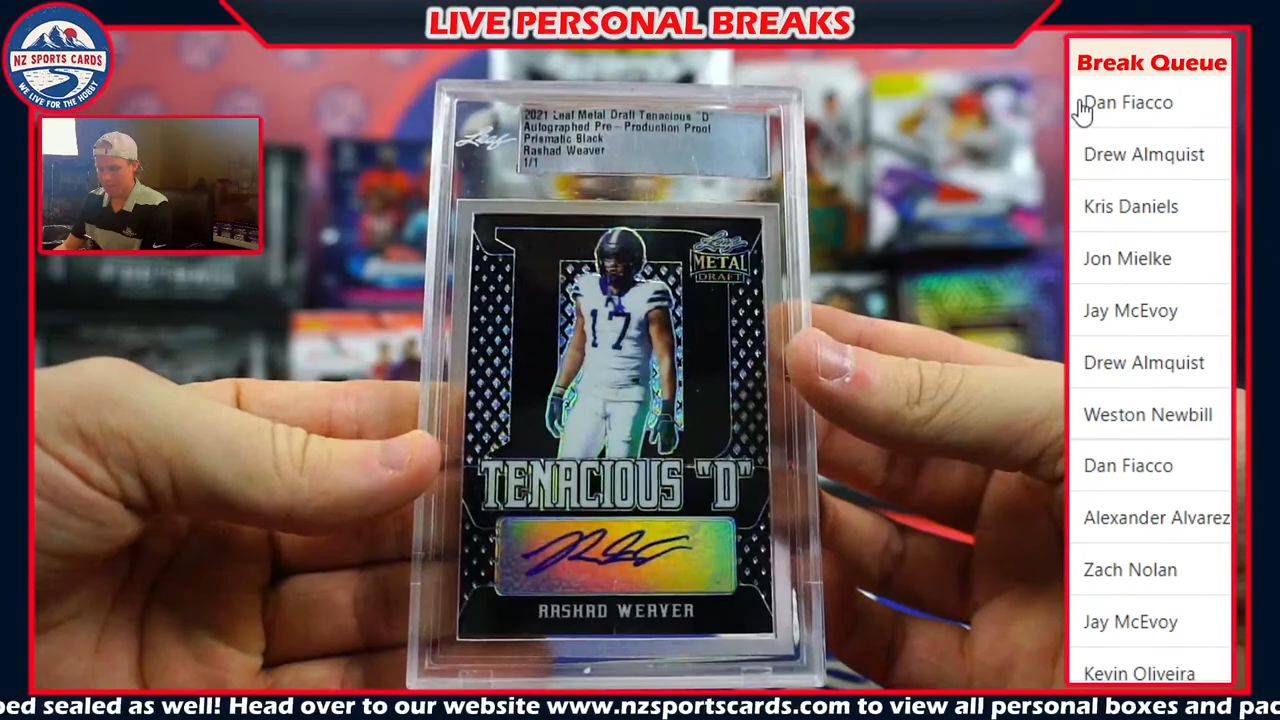 LIVE PERSONAL BREAKS
NZ SPORTS CARDS
WE LIVE FOR THE HOBBY
Break Queue
Dan Fiacco
Drew Almquist
Kris Daniels
Jon Mielke
Jay McEvoy
Drew Almquist
Weston Newbill
Dan Fiacco
Alexander Alvarez
Zach Nolan
Jay McEvoy
Kevin Oliveira
Leaf
2021 Leaf Metal Draft Tenacious "D"
Autographed Pre-Production Proof
Prismatic Black
Rashad Weaver
1/1
Leaf
METAL
DRAFT
17
TENACIOUS "D"
RASHAD WEAVER
ped sealed as well! Head over to our website www.nzsportscards.com to view all personal boxes and pac